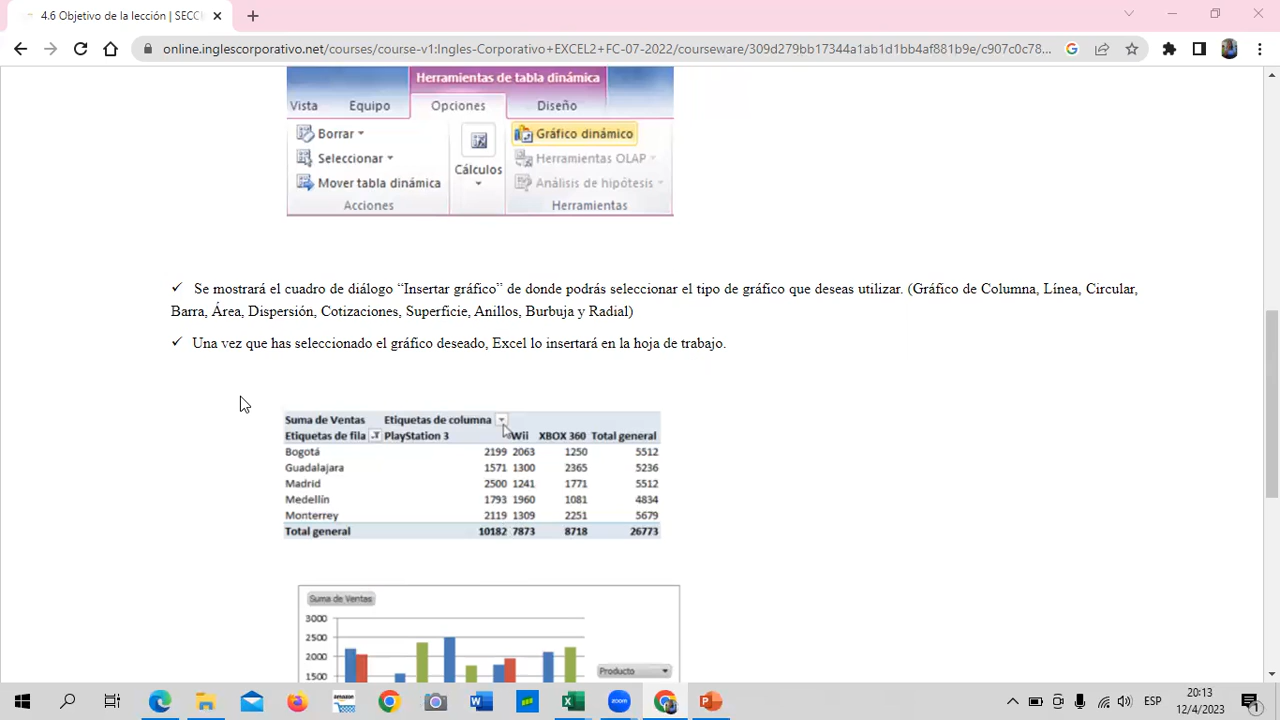 4.6 Objetivo de la lección | SECCI
online.inglescorporativo.net/courses/course-v1:Ingles-Corporativo+EXCEL2+FC-07-2022/courseware/309d279bb17344a1ab1d1bb4af881b9e/c907c0c78...
Herramientas de tabla dinámica
Vista Equipo Opciones Diseño
Borrar
Seleccionar
Mover tabla dinámica
Acciones
Cálculos
Gráfico dinámico
Herramientas OLAP
Análisis de hipótesis
Herramientas
✓ Se mostrará el cuadro de diálogo “Insertar gráfico” de donde podrás seleccionar el tipo de gráfico que deseas utilizar. (Gráfico de Columna, Línea, Circular,
Barra, Área, Dispersión, Cotizaciones, Superficie, Anillos, Burbuja y Radial)
✓ Una vez que has seleccionado el gráfico deseado, Excel lo insertará en la hoja de trabajo.
Suma de Ventas Etiquetas de columna
Etiquetas de fila PlayStation 3 Wii XBOX 360 Total general
Bogotá 2199 2063 1250 5512
Guadalajara 1571 1300 2365 5236
Madrid 2500 1241 1771 5512
Medellín 1793 1960 1081 4834
Monterrey 2119 1309 2251 5679
Total general 10182 7873 8718 26773
Suma de Ventas
3000
2500
2000
1500
Producto
amazon
zoom
ESP
20:13
12/4/2023
1